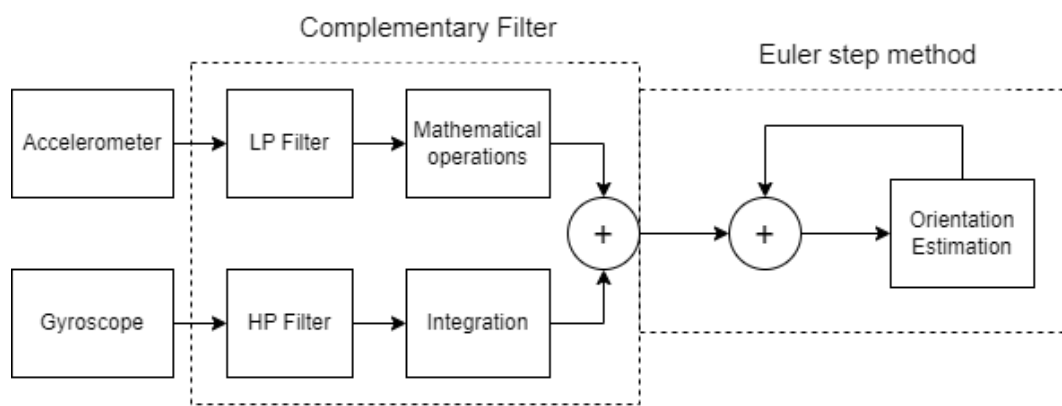 Complementary Filter
Euler step method
Accelerometer
LP Filter
Mathematical
operations
+
+
Orientation
Estimation
Gyroscope
HP Filter
Integration